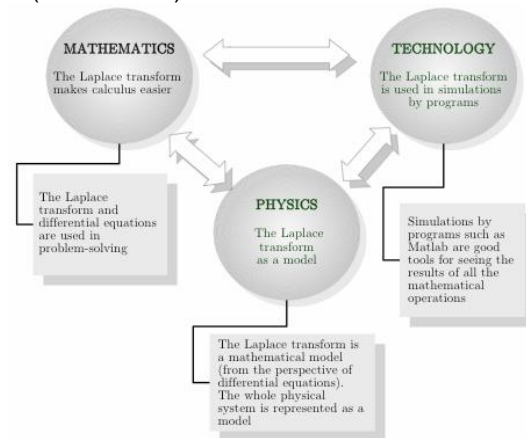 MATHEMATICS
The Laplace transform
makes calculus easier
TECHNOLOGY
The Laplace transform
is used in simulations
by programs
The Laplace
transform and
differential equations
are used in
problem-solving
PHYSICS
The Laplace
transform
as a model
Simulations by
programs such as
Matlab are good
tools for seeing the
results of all the
mathematical
operations
The Laplace transform is
a mathematical model
(from the perspective of
differential equations).
The whole physical
system is represented as a
model